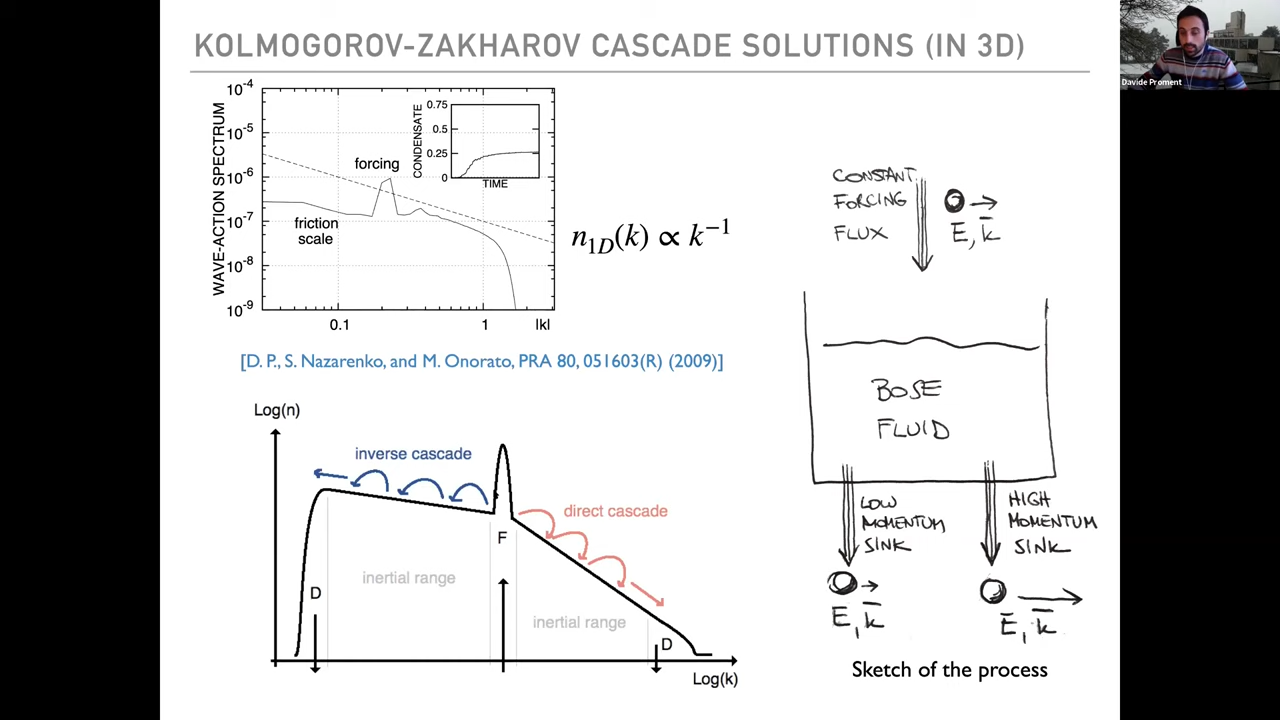 KOLMOGOROV-ZAKHAROV CASCADE SOLUTIONS (IN 3D)
Davide Proment
WAVE-ACTION SPECTRUM
10⁻⁴
10⁻⁵
10⁻⁶
10⁻⁷
10⁻⁸
10⁻⁹
forcing
friction
scale
CONDENSATE
0.75
0.5
0.25
0
TIME
0.1
1
|k|
n₁D(k) ∝ k⁻¹
[D. P., S. Nazarenko, and M. Onorato, PRA 80, 051603(R) (2009)]
Log(n)
inverse cascade
direct cascade
F
inertial range
D
inertial range
D
Log(k)
CONSTANT
FORCING
FLUX
E, k̄
BOSE
FLUID
LOW
MOMENTUM
SINK
HIGH
MOMENTUM
SINK
E, k̄
E, k̄
Sketch of the process